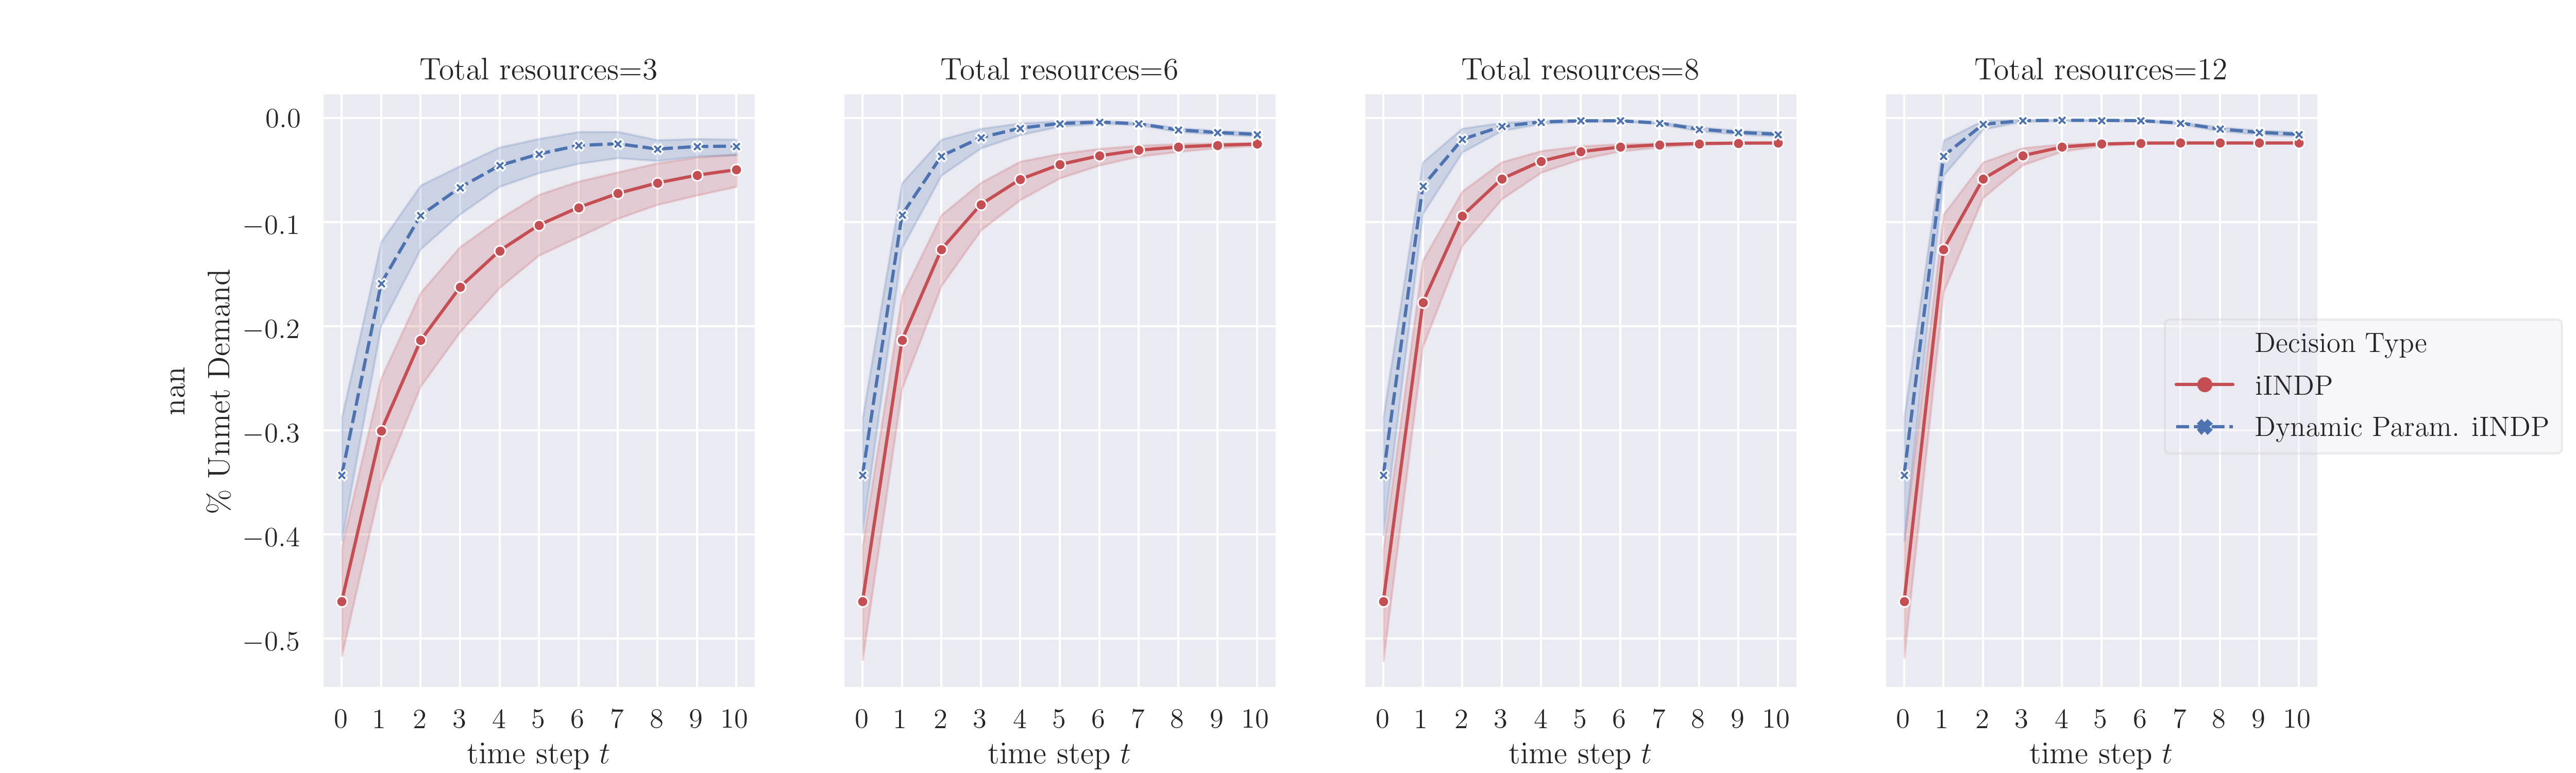 Total resources=3
Total resources=6
Total resources=8
Total resources=12
nan
% Unmet Demand
0.0
−0.1
−0.2
−0.3
−0.4
−0.5
0 1 2 3 4 5 6 7 8 9 10
time step t
0 1 2 3 4 5 6 7 8 9 10
time step t
0 1 2 3 4 5 6 7 8 9 10
time step t
0 1 2 3 4 5 6 7 8 9 10
time step t
Decision Type
iINDP
Dynamic Param. iINDP